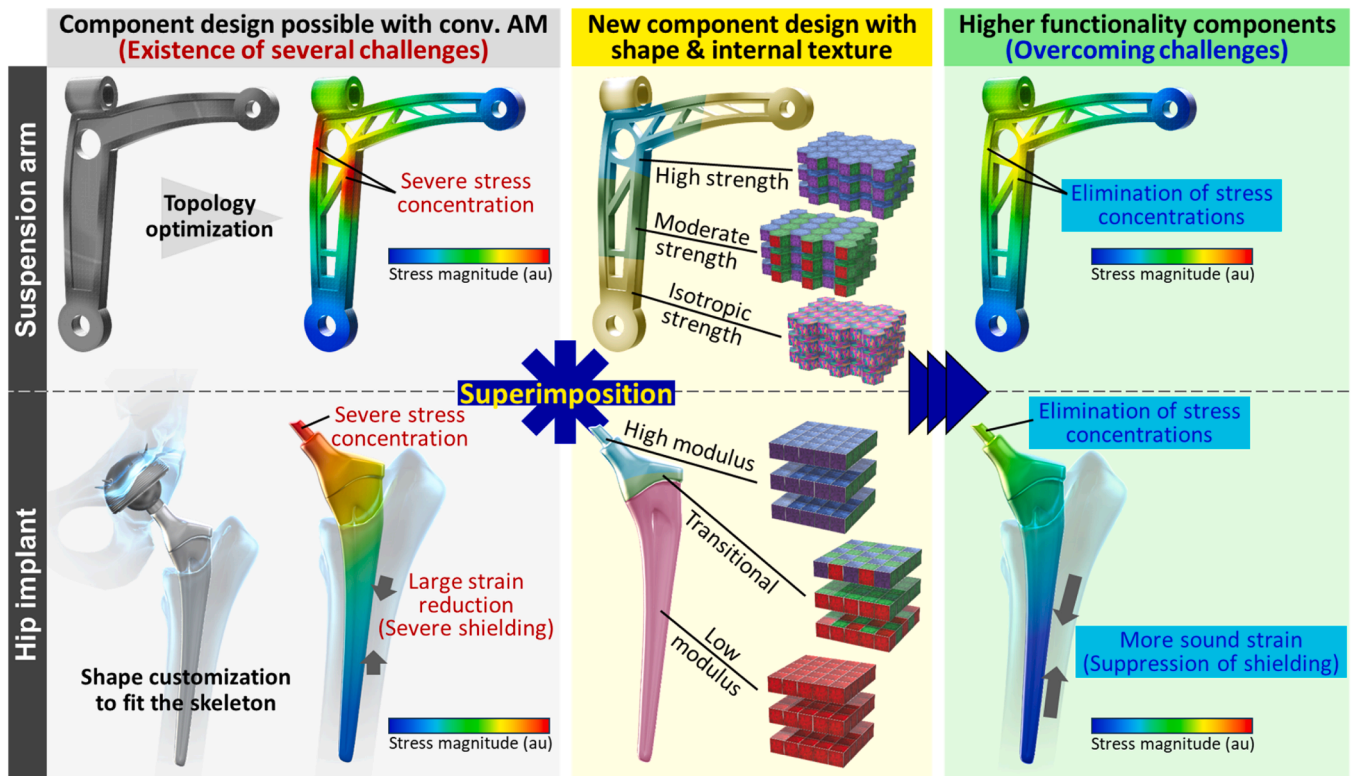 Component design possible with conv. AM
(Existence of several challenges)
New component design with
shape & internal texture
Higher functionality components
(Overcoming challenges)
Suspension arm
Topology
optimization
Severe stress
concentration
Stress magnitude (au)
High strength
Moderate
strength
Isotropic
strength
Elimination of stress
concentrations
Stress magnitude (au)
Superimposition
Hip implant
Shape customization
to fit the skeleton
Severe stress
concentration
Large strain
reduction
(Severe shielding)
Stress magnitude (au)
High modulus
Transitional
Low
modulus
Elimination of stress
concentrations
More sound strain
(Suppression of shielding)
Stress magnitude (au)